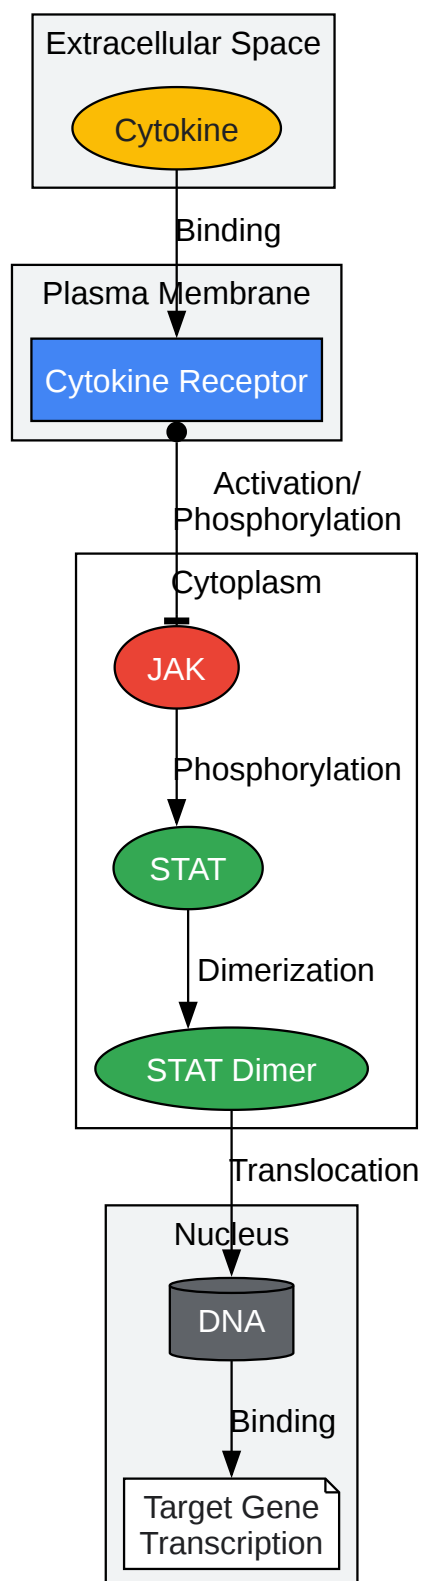 Extracellular Space
Cytokine
Binding
Plasma Membrane
Cytokine Receptor
Activation/
Phosphorylation
Cytoplasm
JAK
Phosphorylation
STAT
Dimerization
STAT Dimer
Translocation
Nucleus
DNA
Binding
Target Gene
Transcription